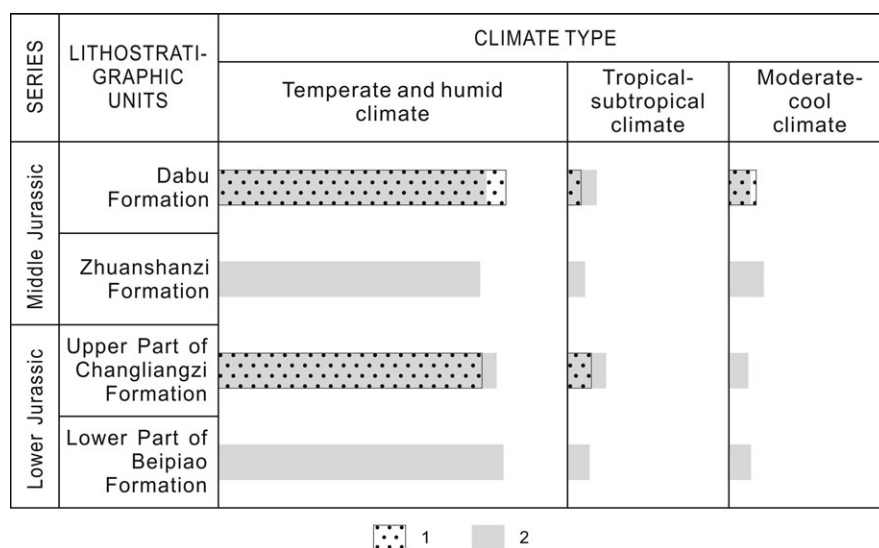 SERIES
LITHOSTRATI-
GRAPHIC
UNITS
CLIMATE TYPE
Temperate and humid
climate
Tropical-
subtropical
climate
Moderate-
cool
climate
Middle Jurassic
Dabu
Formation
Zhuanshanzi
Formation
Lower Jurassic
Upper Part of
Changliangzi
Formation
Lower Part of
Beipiao
Formation
1
2